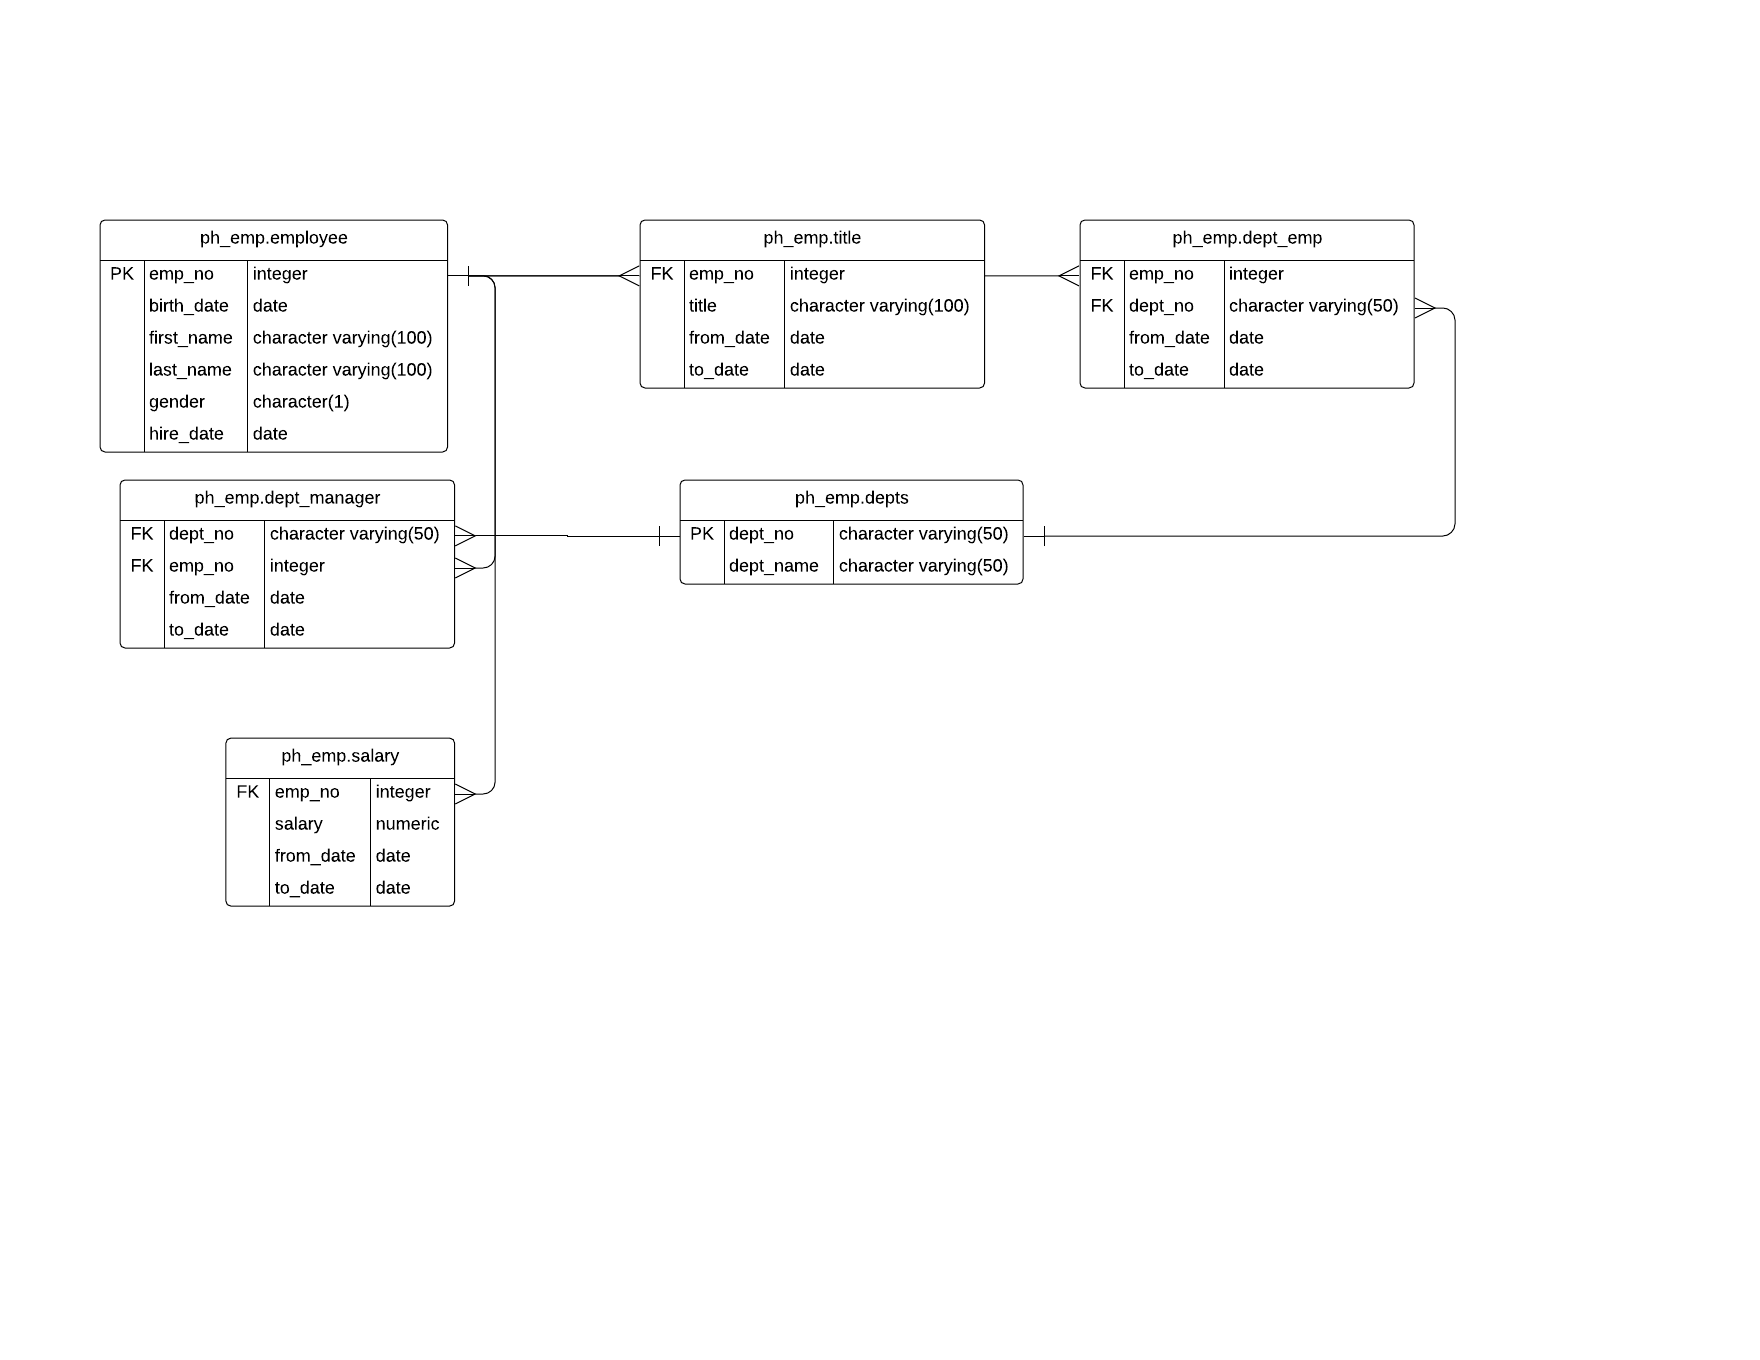 ph_emp.employee
PK emp_no integer
birth_date date
first_name character varying(100)
last_name character varying(100)
gender character(1)
hire_date date
ph_emp.title
FK emp_no integer
title character varying(100)
from_date date
to_date date
ph_emp.dept_emp
FK emp_no integer
FK dept_no character varying(50)
from_date date
to_date date
ph_emp.dept_manager
FK dept_no character varying(50)
FK emp_no integer
from_date date
to_date date
ph_emp.depts
PK dept_no character varying(50)
dept_name character varying(50)
ph_emp.salary
FK emp_no integer
salary numeric
from_date date
to_date date